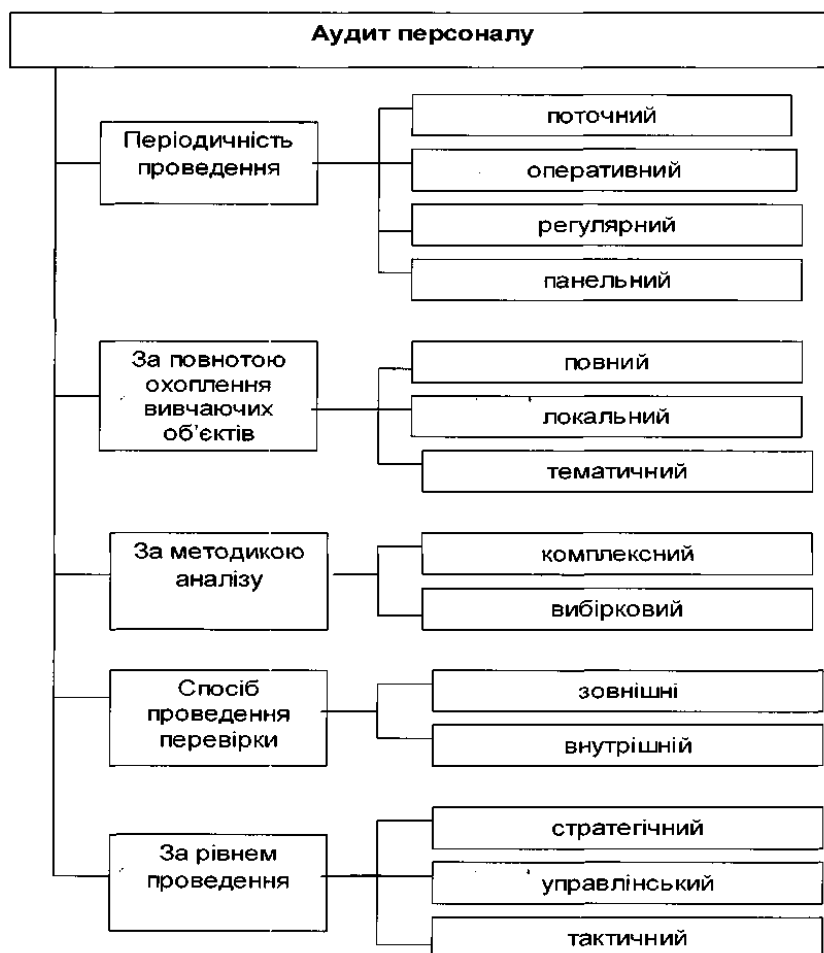 Аудит персоналу
Періодичність
проведення
поточний
оперативний
регулярний
панельний
За повнотою
охоплення
вивчаючих
об'єктів
повний
локальний
тематичний
За методикою
аналізу
комплексний
вибірковий
Спосіб
проведення
перевірки
зовнішні
внутрішній
За рівнем
проведення
стратегічний
управлінський
тактичний